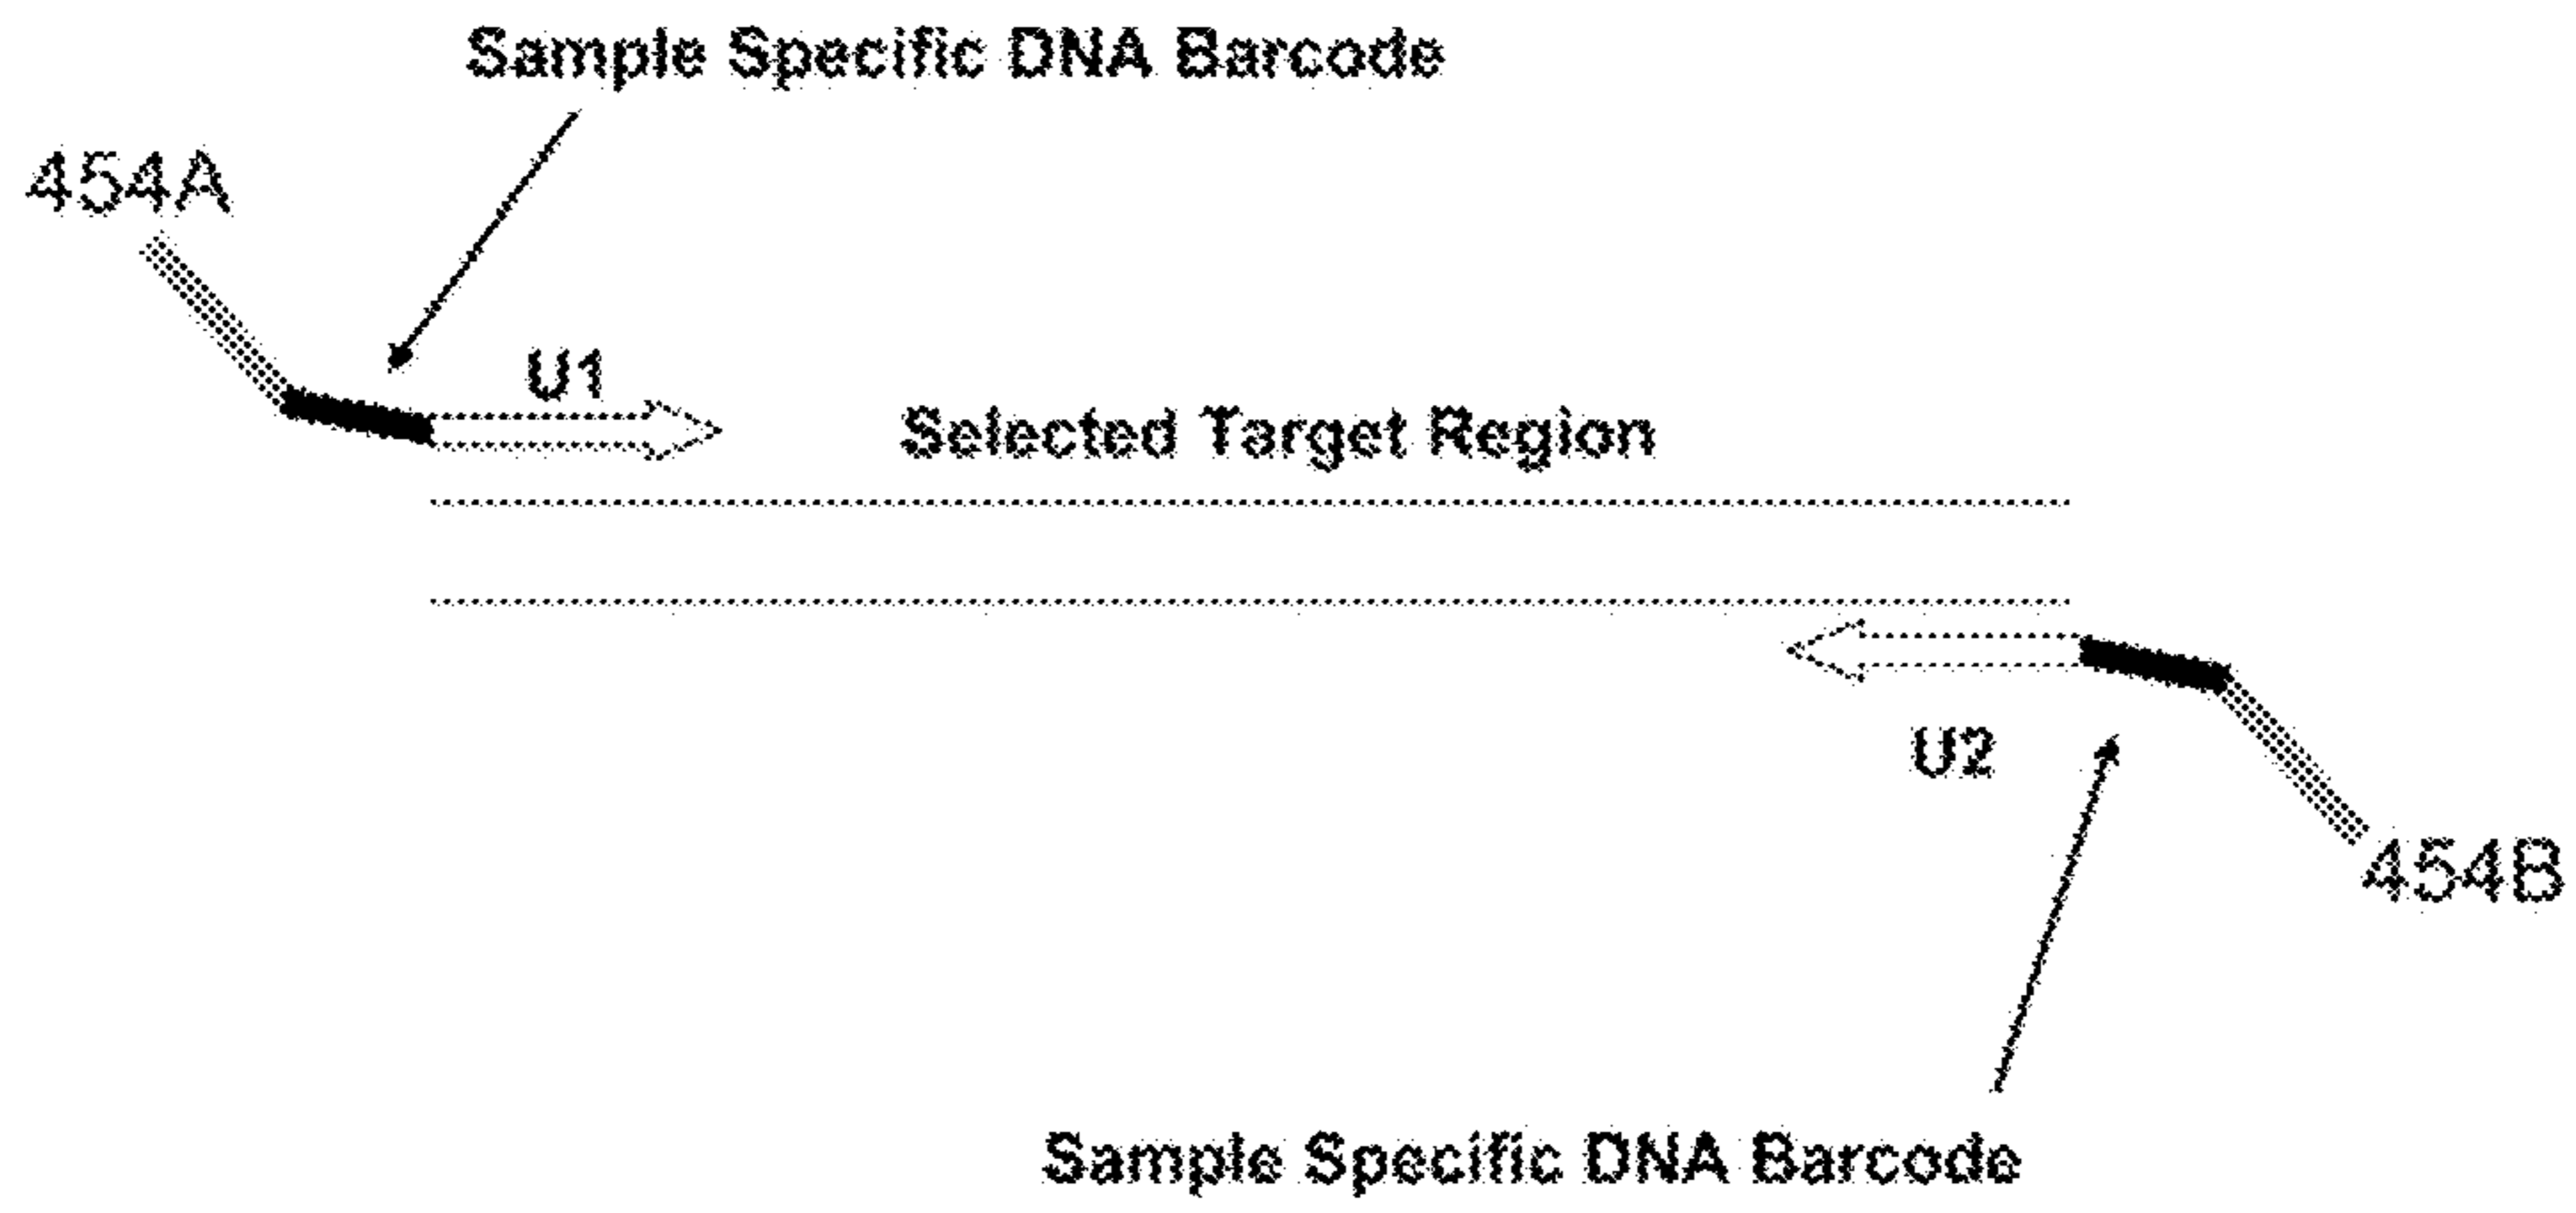 Sample Specific DNA Barcode
454A
U1
Selected Target Region
U2
454B
Sample Specific DNA Barcode